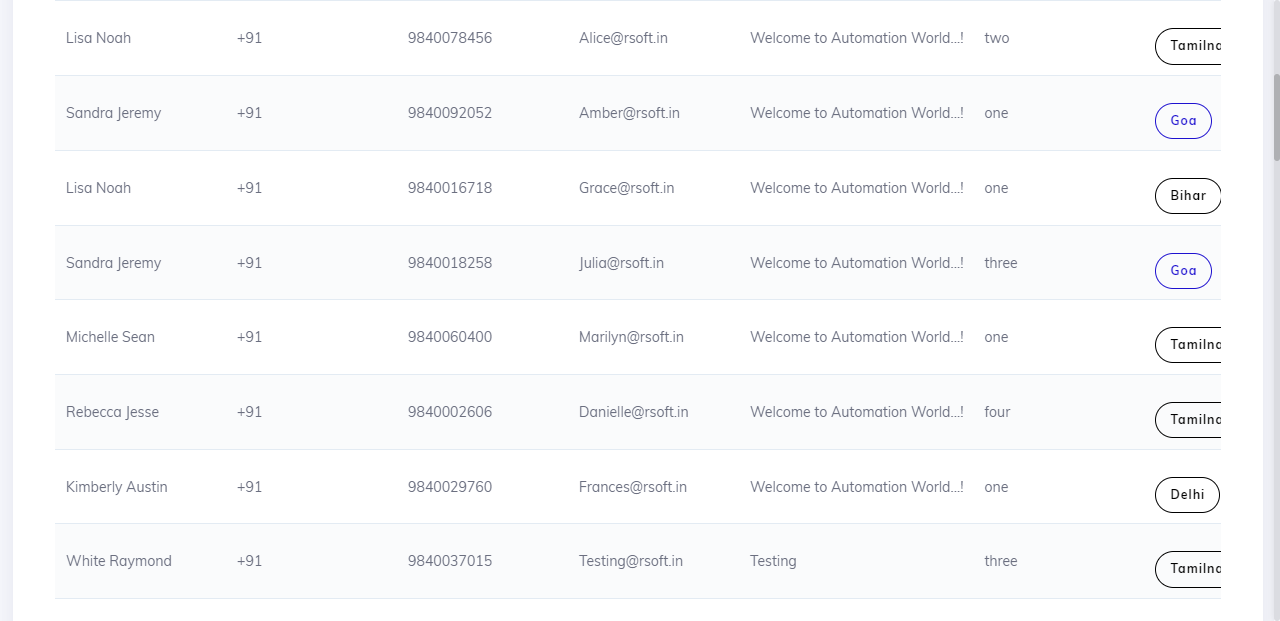 Lisa Noah +91 9840078456 Alice@rsoft.in Welcome to Automation World...! two
Sandra Jeremy +91 9840092052 Amber@rsoft.in Welcome to Automation World...! one Goa
Lisa Noah +91 9840016718 Grace@rsoft.in Welcome to Automation World...! one Bihar
Sandra Jeremy +91 9840018258 Julia@rsoft.in Welcome to Automation World...! three Goa
Michelle Sean +91 9840060400 Marilyn@rsoft.in Welcome to Automation World...! one
Rebecca Jesse +91 9840002606 Danielle@rsoft.in Welcome to Automation World...! four
Kimberly Austin +91 9840029760 Frances@rsoft.in Welcome to Automation World...! one Delhi
White Raymond +91 9840037015 Testing@rsoft.in Testing three